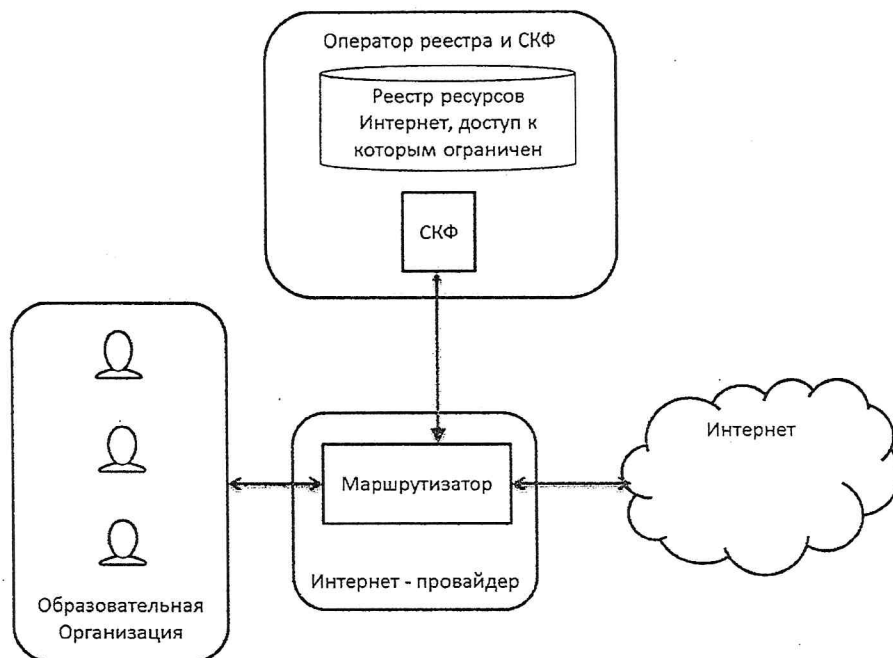 Оператор реестра и СКФ
Реестр ресурсов
Интернет, доступ к
которым ограничен
СКФ
Интернет
Маршрутизатор
Интернет - провайдер
Образовательная
Организация